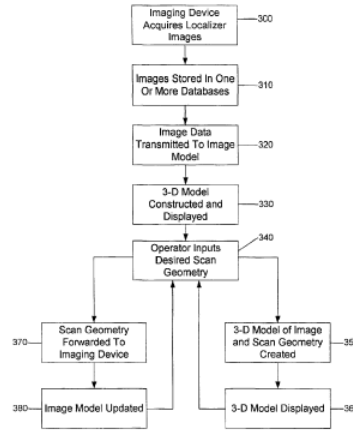 Imaging Device
Acquires Localizer
Images
300
Images Stored In One
Or More Databases
310
Image Data
Transmitted To Image
Model
320
3-D Model
Constructed and
Displayed
330
340
Operator Inputs
Desired Scan
Geometry
370
Scan Geometry
Forwarded To
Imaging Device
3-D Model of Image
and Scan Geometry
Created
35
380
Image Model Updated
3-D Model Displayed
36